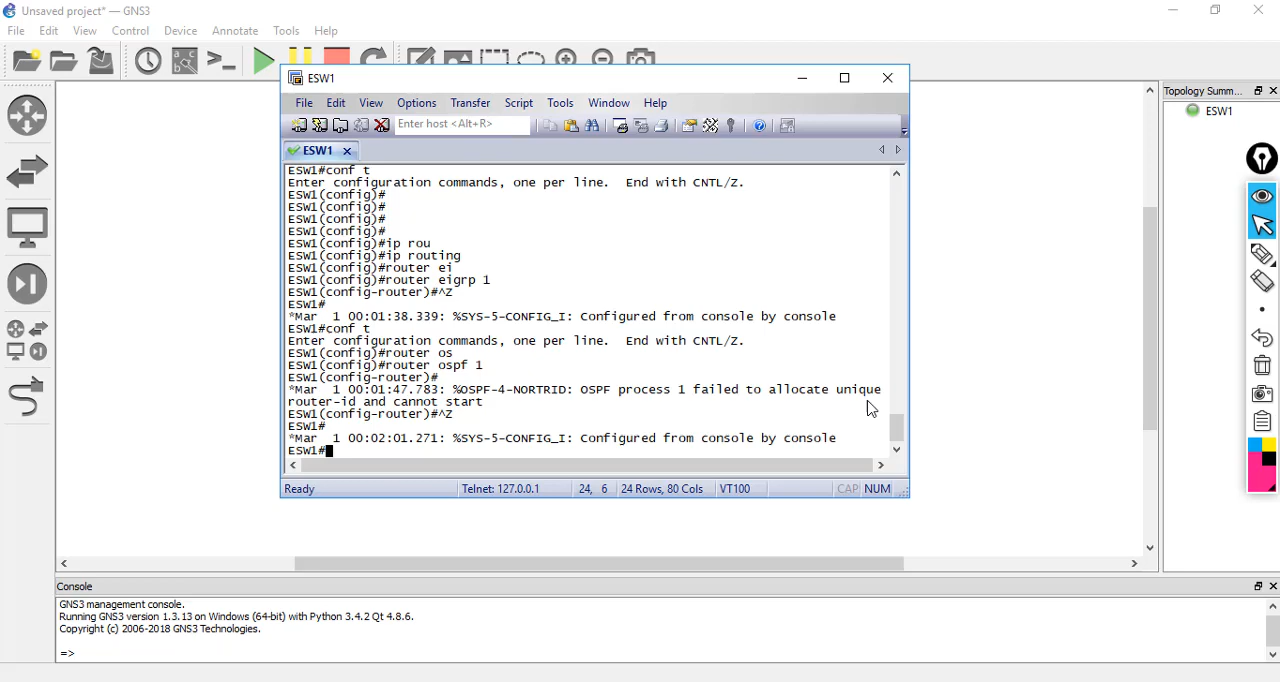 Unsaved project* — GNS3
File Edit View Control Device Annotate Tools Help
ESW1
File Edit View Options Transfer Script Tools Window Help
Enter host <Alt+R>
ESW1
ESW1#conf t
Enter configuration commands, one per line.  End with CNTL/Z.
ESW1(config)#
ESW1(config)#
ESW1(config)#
ESW1(config)#
ESW1(config)#ip rou
ESW1(config)#ip routing
ESW1(config)#router ei
ESW1(config)#router eigrp 1
ESW1(config-router)#^Z
ESW1#
*Mar  1 00:01:38.339: %SYS-5-CONFIG_I: Configured from console by console
ESW1#conf t
Enter configuration commands, one per line.  End with CNTL/Z.
ESW1(config)#router os
ESW1(config)#router ospf 1
ESW1(config-router)#
*Mar  1 00:01:47.783: %OSPF-4-NORTRID: OSPF process 1 failed to allocate unique
router-id and cannot start
ESW1(config-router)#^Z
ESW1#
*Mar  1 00:02:01.271: %SYS-5-CONFIG_I: Configured from console by console
ESW1#
Ready Telnet: 127.0.0.1 24, 6 24 Rows, 80 Cols VT100 CAP NUM
Topology Summ...
ESW1
Console
GNS3 management console.
Running GNS3 version 1.3.13 on Windows (64-bit) with Python 3.4.2 Qt 4.8.6.
Copyright (c) 2006-2018 GNS3 Technologies.
=>